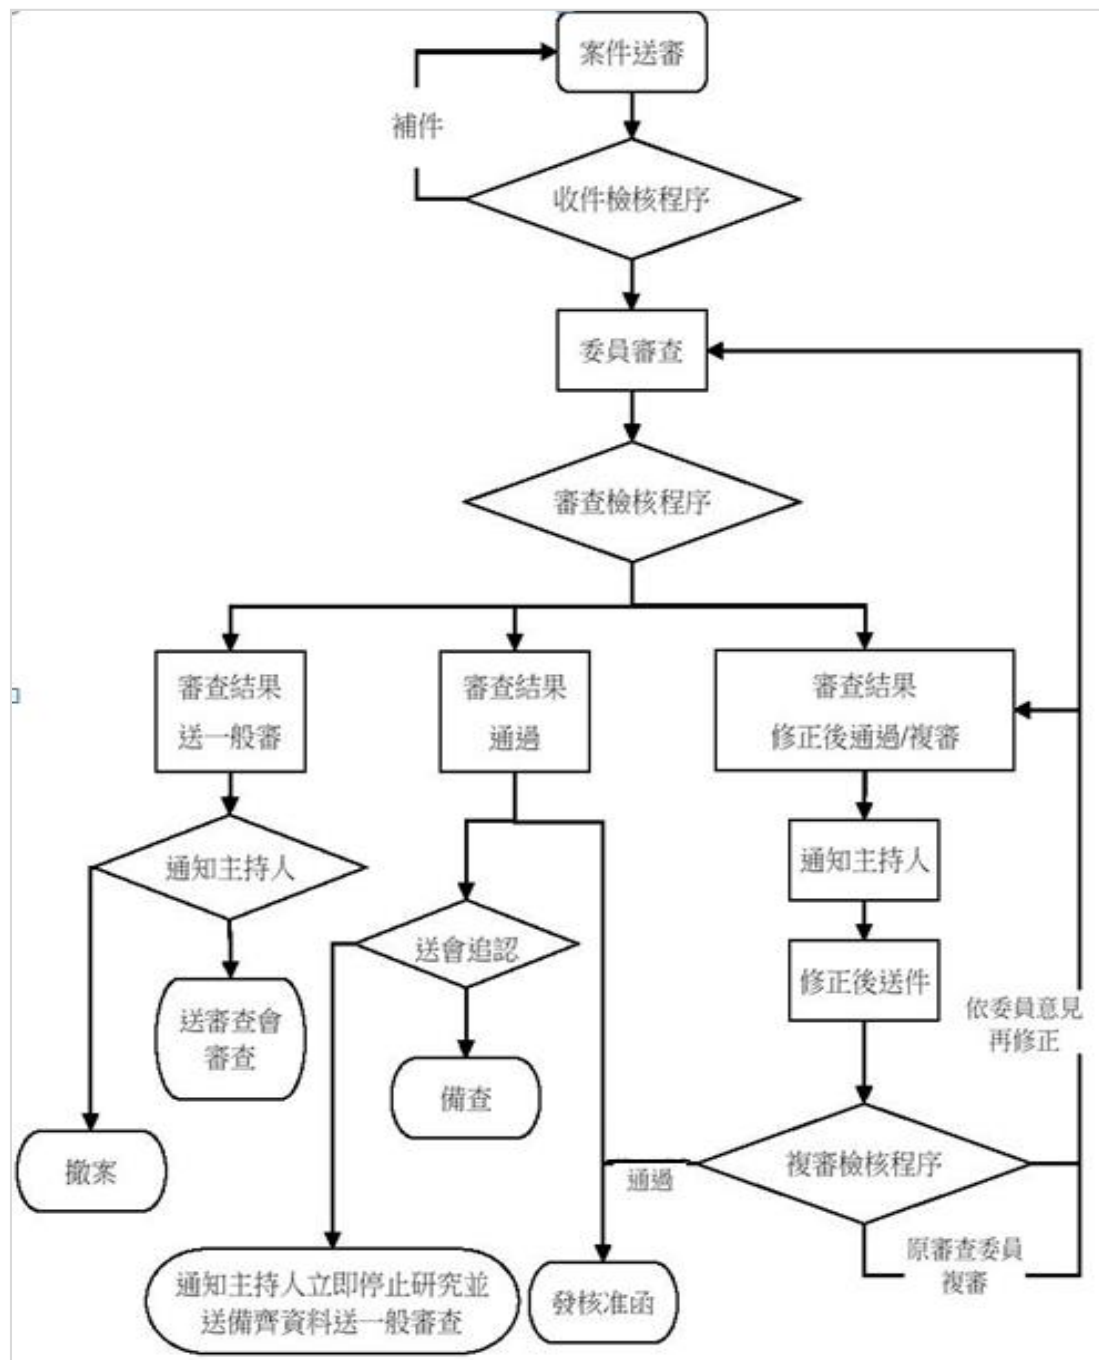 案件送審
補件
收件檢核程序
委員審查
審查檢核程序
審查結果
送一般審
審查結果
通過
審查結果
修正後通過/複審
通知主持人
通知主持人
送會追認
修正後送件
送審查會
審查
依委員意見
再修正
備查
撤案
通過
複審檢核程序
原審查委員
複審
通知主持人立即停止研究並
送備齊資料送一般審查
發核准函